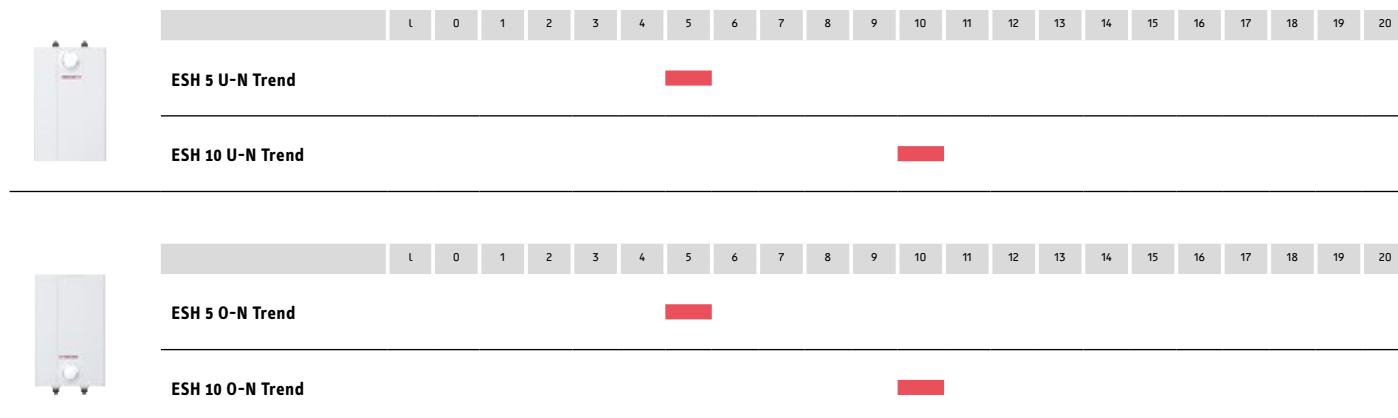 l 0 1 2 3 4 5 6 7 8 9 10 11 12 13 14 15 16 17 18 19 20
ESH 5 U-N Trend
ESH 10 U-N Trend
l 0 1 2 3 4 5 6 7 8 9 10 11 12 13 14 15 16 17 18 19 20
ESH 5 O-N Trend
ESH 10 O-N Trend